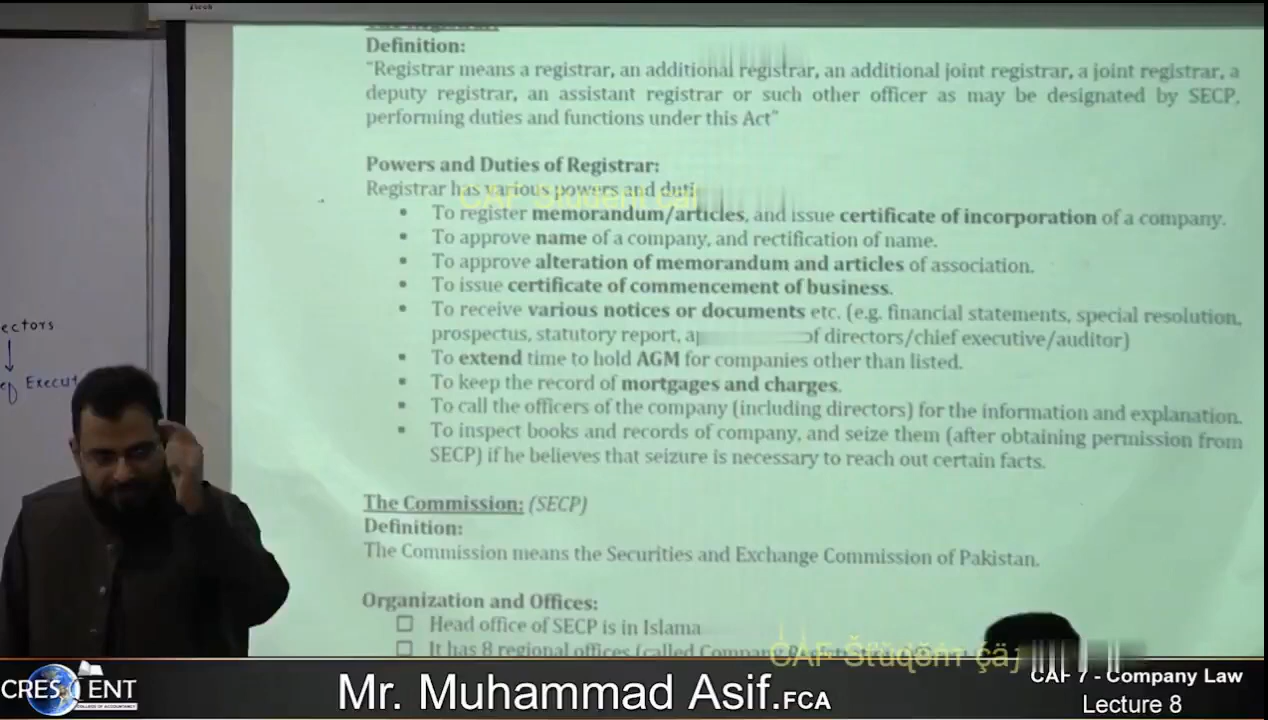 Definition:
"Registrar means a registrar, an additional registrar, an additional joint registrar, a joint registrar, a
deputy registrar, an assistant registrar or such other officer as may be designated by SECP,
performing duties and functions under this Act"
Powers and Duties of Registrar:
Registrar has various powers and duti
• To register memorandum/articles, and issue certificate of incorporation of a company.
• To approve name of a company, and rectification of name.
• To approve alteration of memorandum and articles of association.
• To issue certificate of commencement of business.
• To receive various notices or documents etc. (e.g. financial statements, special resolution,
prospectus, statutory report, of directors/chief executive/auditor)
• To extend time to hold AGM for companies other than listed.
• To keep the record of mortgages and charges.
• To call the officers of the company (including directors) for the information and explanation.
• To inspect books and records of company, and seize them (after obtaining permission from
SECP) if he believes that seizure is necessary to reach out certain facts.
The Commission: (SECP)
Definition:
The Commission means the Securities and Exchange Commission of Pakistan.
Organization and Offices:
☐ Head office of SECP is in Islama
☐ It has 8 regional offices (called
ectors
Execut
CRESCENT
Mr. Muhammad Asif.FCA
CAF 7 - Company Law
Lecture 8